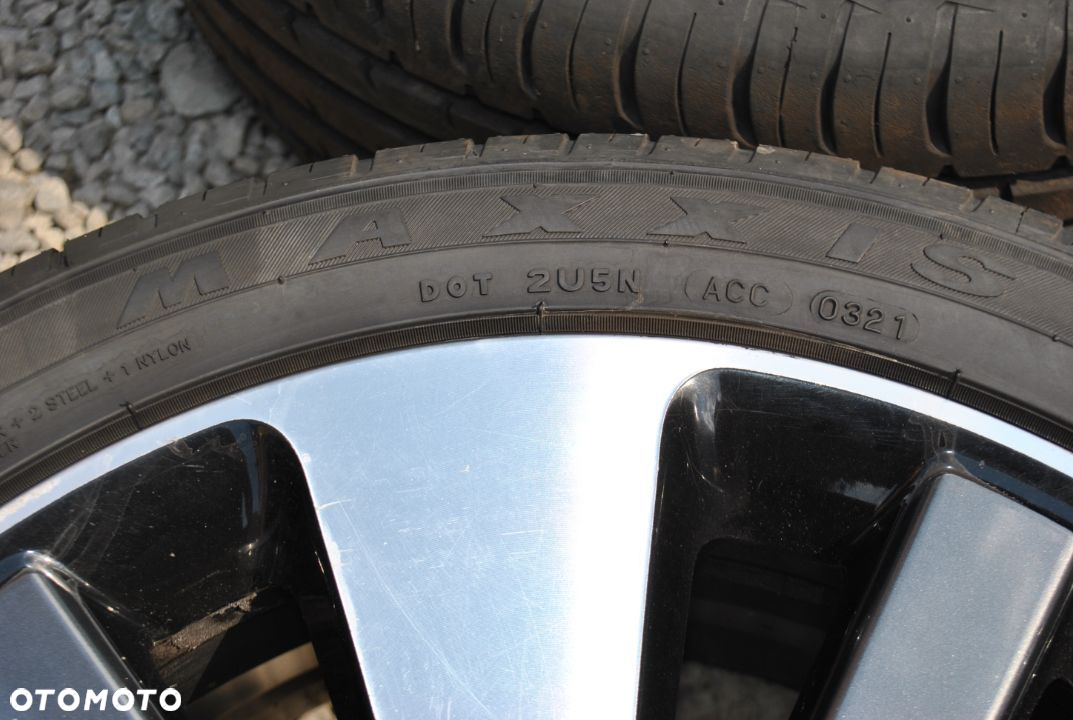 MAXXIS
DOT 2U5N ACC 0321
+ 2 STEEL + 1 NYLON
OTOMOTO